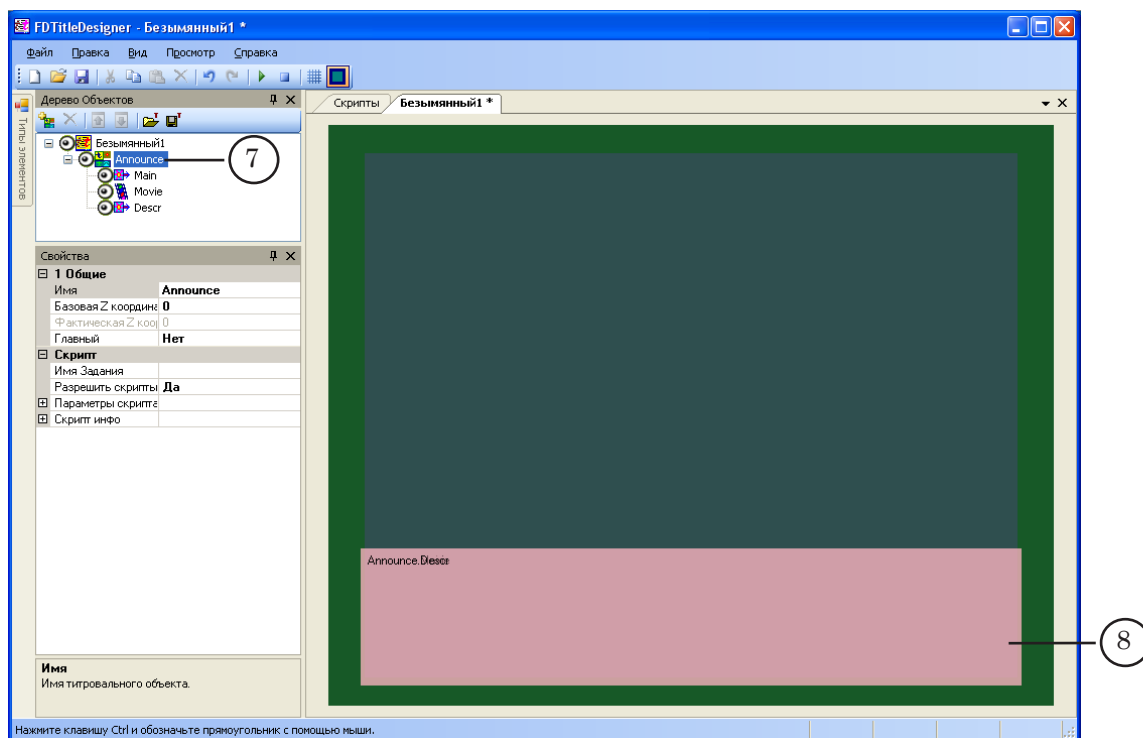 FDTitleDesigner - Безымянный1 *
Файл Правка Вид Просмотр Справка
Типы элементов
Дерево Объектов
Безымянный1
Announce
7
Main
Movie
Descr
Свойства
1 Общие
Имя Announce
Базовая Z координа 0
Фактическая Z коор 0
Главный Нет
Скрипт
Имя Задания
Разрешить скрипты Да
Параметры скрипта
Скрипт инфо
Имя
Имя титровального объекта.
Скрипты Безымянный1 *
Announce.
8
Нажмите клавишу Ctrl и обозначьте прямоугольник с помощью мыши.